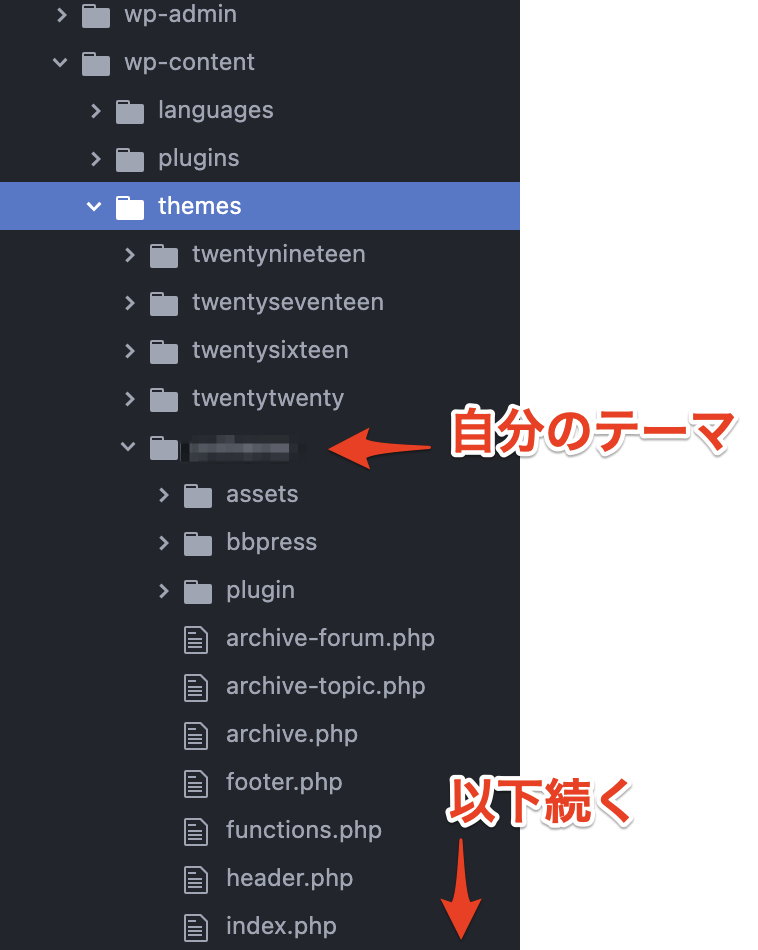 wp-admin
wp-content
languages
plugins
themes
twentynineteen
twentyseventeen
twentysixteen
twentytwenty
自分のテーマ
assets
bbpress
plugin
archive-forum.php
archive-topic.php
archive.php
footer.php
以下続く
functions.php
header.php
index.php